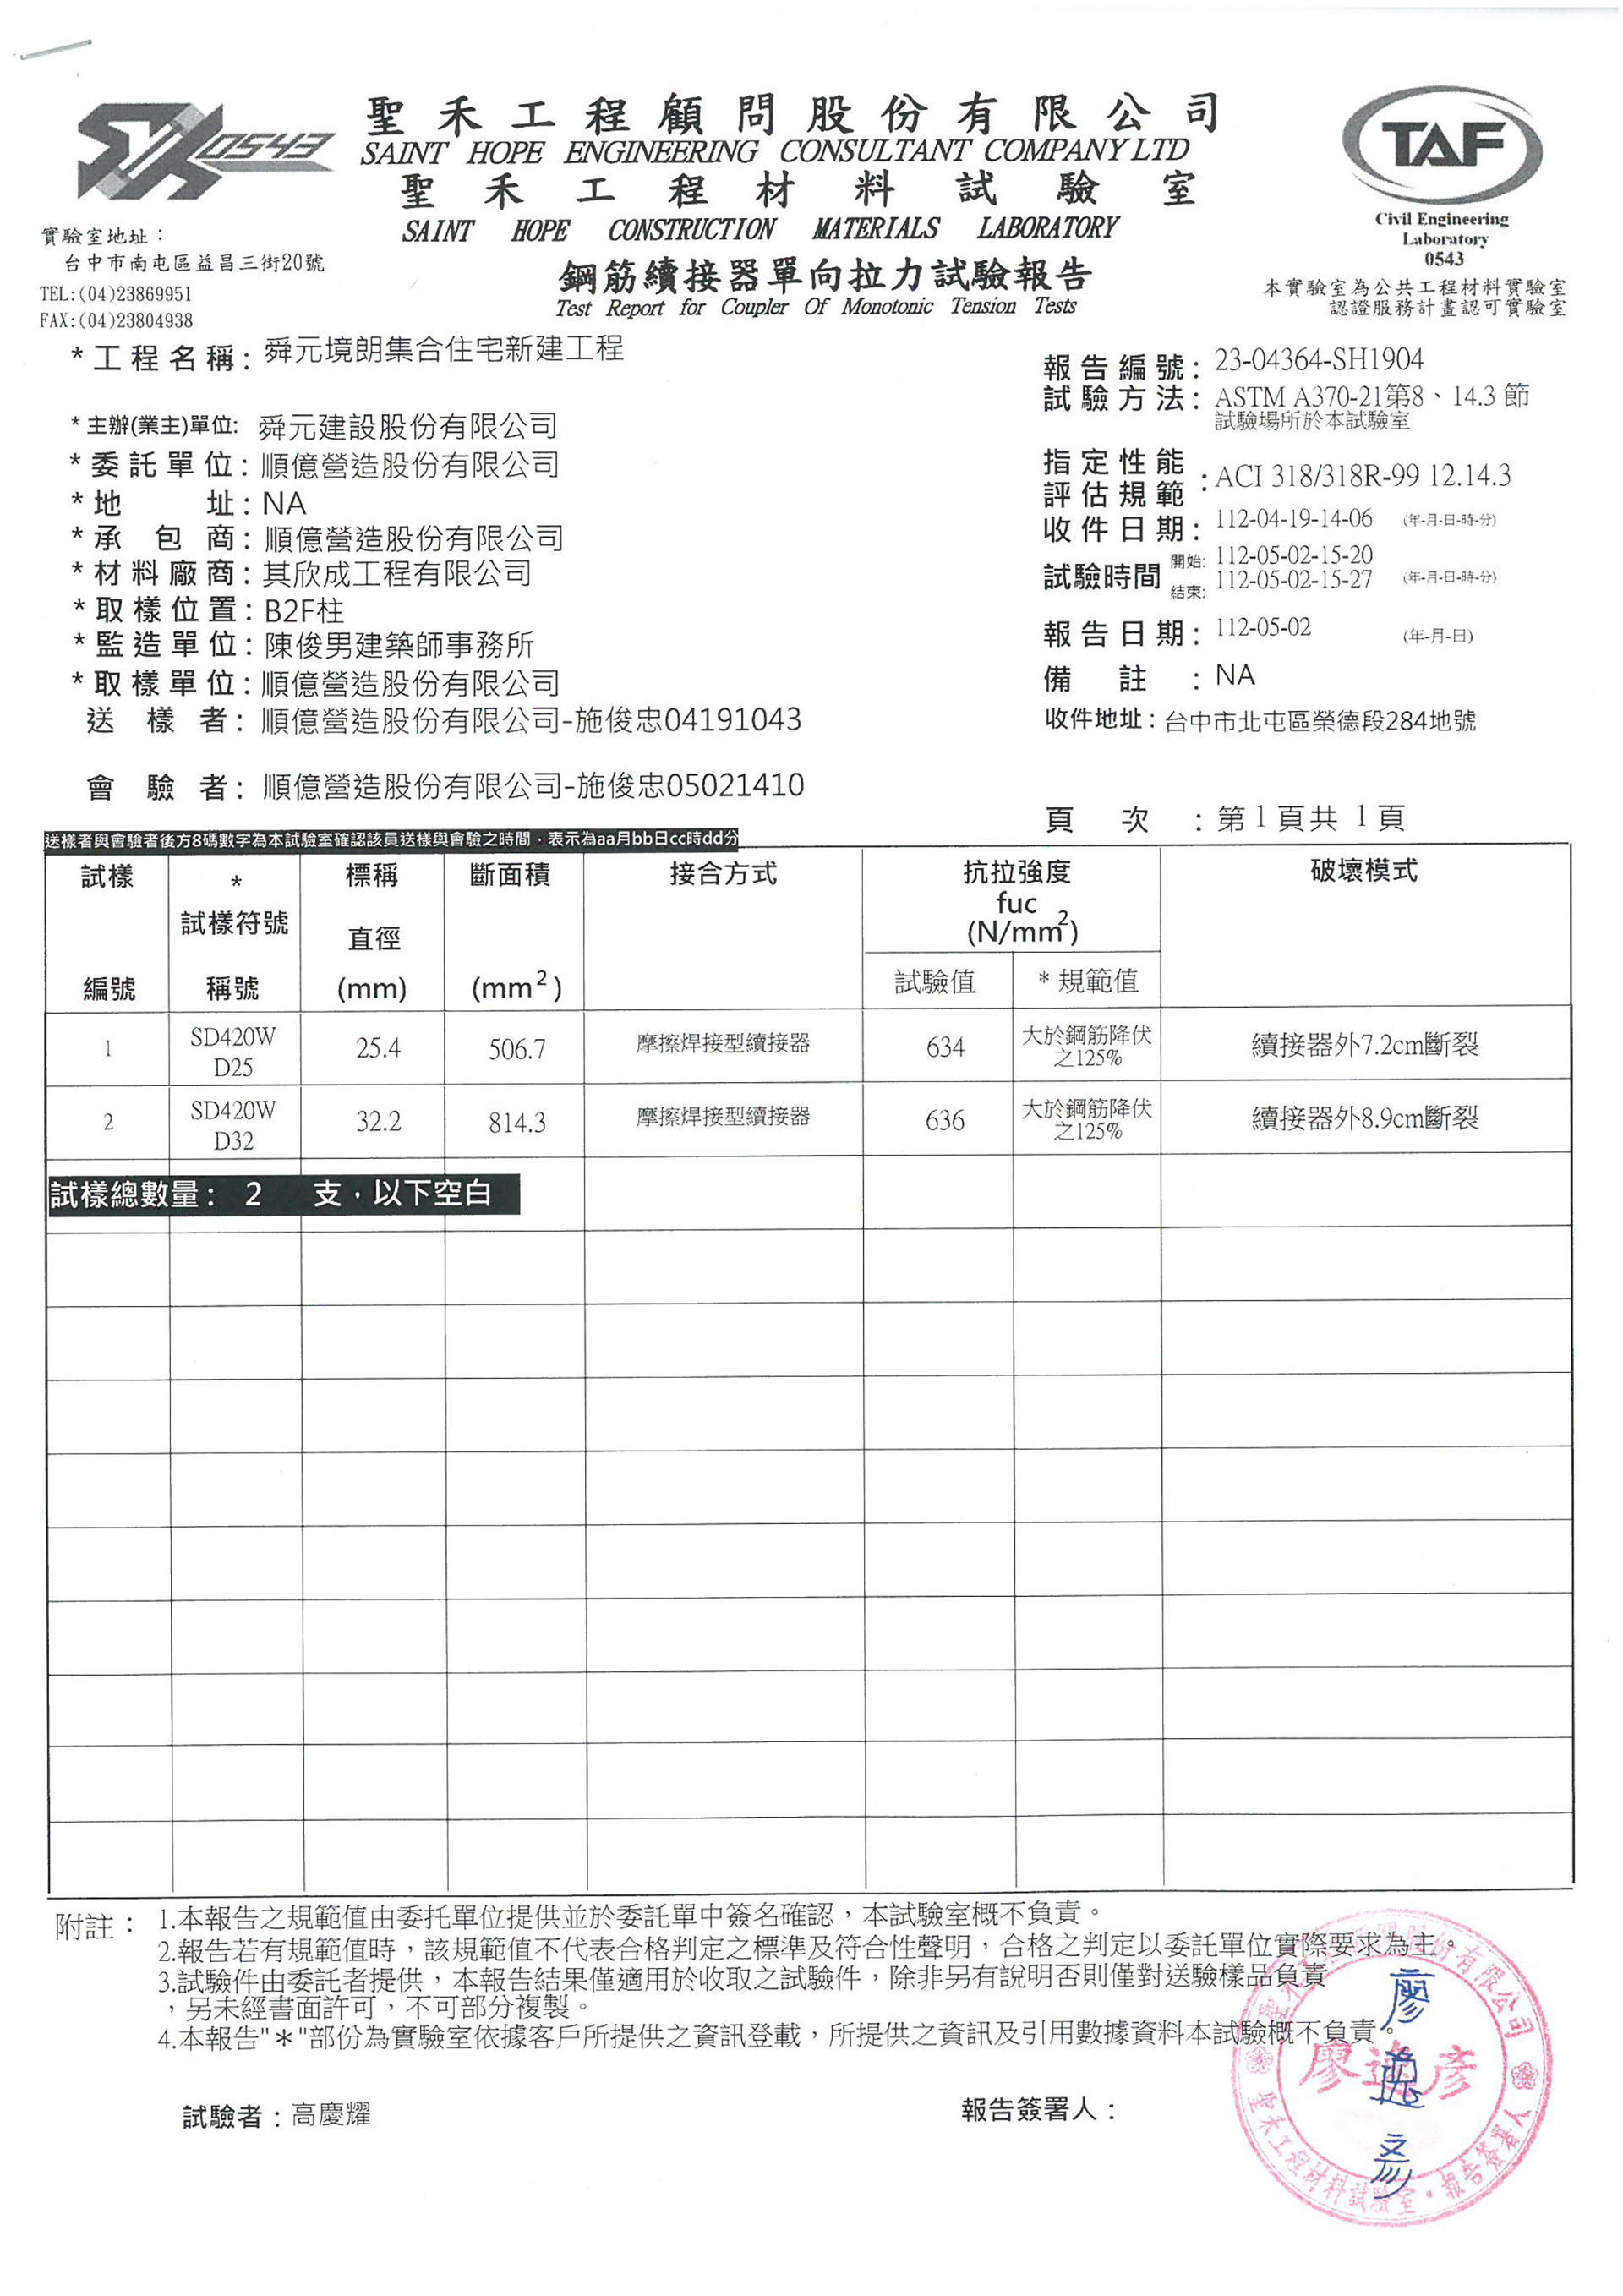 0543
聖禾工程顧問股份有限公司
SAINT HOPE ENGINEERING CONSULTANT COMPANY LTD
聖禾工程材料試驗室
SAINT HOPE CONSTRUCTION MATERIALS LABORATORY
鋼筋續接器單向拉力試驗報告
Test Report for Coupler Of Monotonic Tension Tests
TAF
Civil Engineering
Laboratory
0543
本實驗室為公共工程材料實驗室
認證服務計畫認可實驗室
實驗室地址：
台中市南屯區益昌三街20號
TEL:(04)23869951
FAX:(04)23804938
*工程名稱: 舜元境朗集合住宅新建工程
*主辦(業主)單位: 舜元建設股份有限公司
*委託單位: 順億營造股份有限公司
*地址: NA
*承包商: 順億營造股份有限公司
*材料廠商: 其欣成工程有限公司
*取樣位置: B2F柱
*監造單位: 陳俊男建築師事務所
*取樣單位: 順億營造股份有限公司
送樣者: 順億營造股份有限公司-施俊忠04191043
會驗者: 順億營造股份有限公司-施俊忠05021410
報告編號: 23-04364-SH1904
試驗方法: ASTM A370-21第8、14.3 節
試驗場所於本試驗室
指定性能
評估規範 :ACI 318/318R-99 12.14.3
收件日期: 112-04-19-14-06 (年-月-日-時-分)
試驗時間 開始: 112-05-02-15-20
結束: 112-05-02-15-27 (年-月-日-時-分)
報告日期: 112-05-02 (年-月-日)
備註: NA
收件地址: 台中市北屯區榮德段284地號
頁次: 第1頁共 1頁
送樣者與會驗者後方8碼數字為本試驗室確認該員送樣與會驗之時間，表示為aa月bb日cc時dd分
試樣 編號 * 試樣符號 稱號 標稱 直徑 (mm) 斷面積 (mm²) 接合方式 抗拉強度 fuc (N/mm²) 破壞模式
試驗值 *規範值
1 SD420W D25 25.4 506.7 摩擦焊接型續接器 634 大於鋼筋降伏之125% 續接器外7.2cm斷裂
2 SD420W D32 32.2 814.3 摩擦焊接型續接器 636 大於鋼筋降伏之125% 續接器外8.9cm斷裂
試樣總數量: 2 支，以下空白
附註： 1.本報告之規範值由委托單位提供並於委託單中簽名確認，本試驗室概不負責。
2.報告若有規範值時，該規範值不代表合格判定之標準及符合性聲明，合格之判定以委託單位實際要求為主。
3.試驗件由委託者提供，本報告結果僅適用於收取之試驗件，除非另有說明否則僅對送驗樣品負責
，另未經書面許可，不可部分複製。
4.本報告"＊"部份為實驗室依據客戶所提供之資訊登載，所提供之資訊及引用數據資料本試驗概不負責。
試驗者: 高慶耀
報告簽署人：
聖禾工程顧問股份有限公司
聖禾工程材料試驗室・報告簽署人